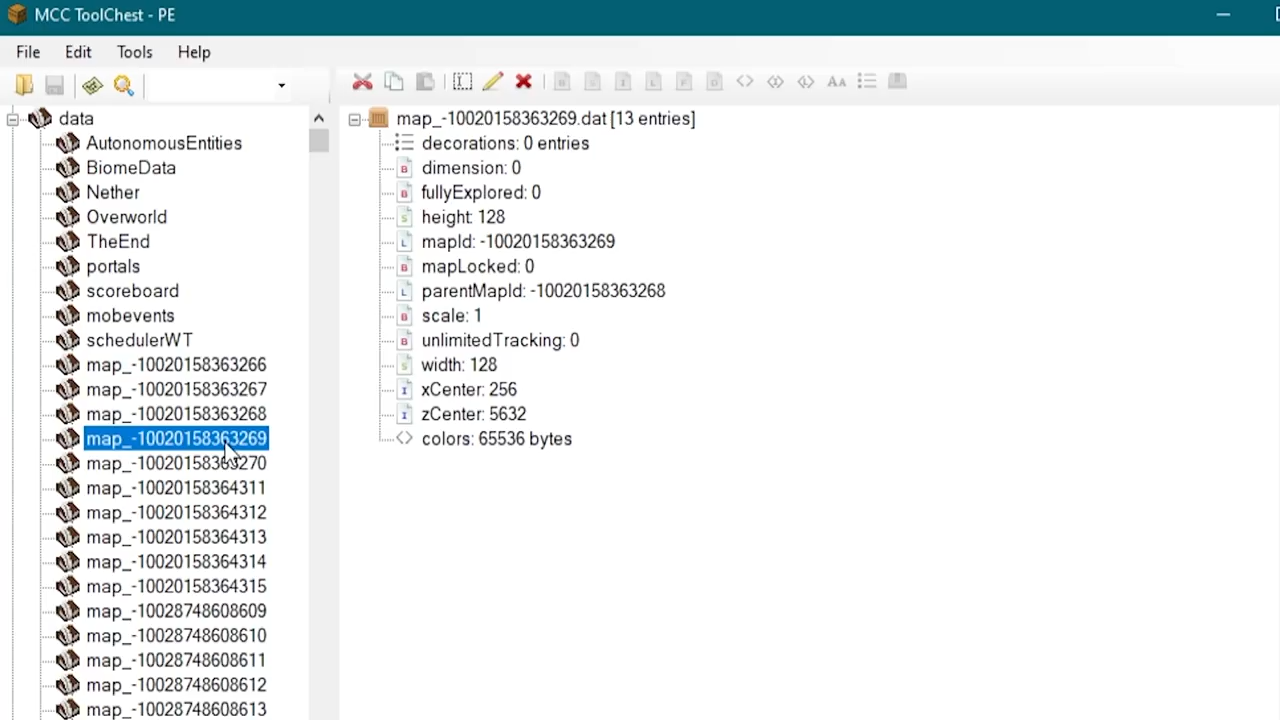 MCC ToolChest - PE
File Edit Tools Help
data
AutonomousEntities
BiomeData
Nether
Overworld
TheEnd
portals
scoreboard
mobevents
schedulerWT
map_-10020158363266
map_-10020158363267
map_-10020158363268
map_-10020158363269
map_-10020158363270
map_-10020158364311
map_-10020158364312
map_-10020158364313
map_-10020158364314
map_-10020158364315
map_-10028748608609
map_-10028748608610
map_-10028748608611
map_-10028748608612
map_-10028748608613
map_-10020158363269.dat [13 entries]
decorations: 0 entries
B dimension: 0
B fullyExplored: 0
S height: 128
L mapId: -10020158363269
B mapLocked: 0
L parentMapId: -10020158363268
B scale: 1
B unlimitedTracking: 0
S width: 128
I xCenter: 256
I zCenter: 5632
<> colors: 65536 bytes